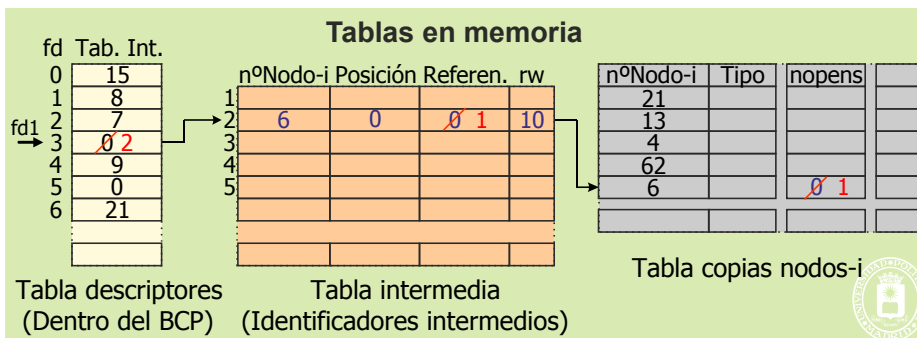 Tablas en memoria
fd Tab. Int.
0 15
1 8
2 7
3 0 2
4 9
5 0
6 21
fd1
nºNodo-i Posición Referen. rw
1
2 6 0 0 1 10
3
4
5
nºNodo-i Tipo nopens
21
13
4
62
6 0 1
Tabla descriptores
(Dentro del BCP)
Tabla intermedia
(Identificadores intermedios)
Tabla copias nodos-i